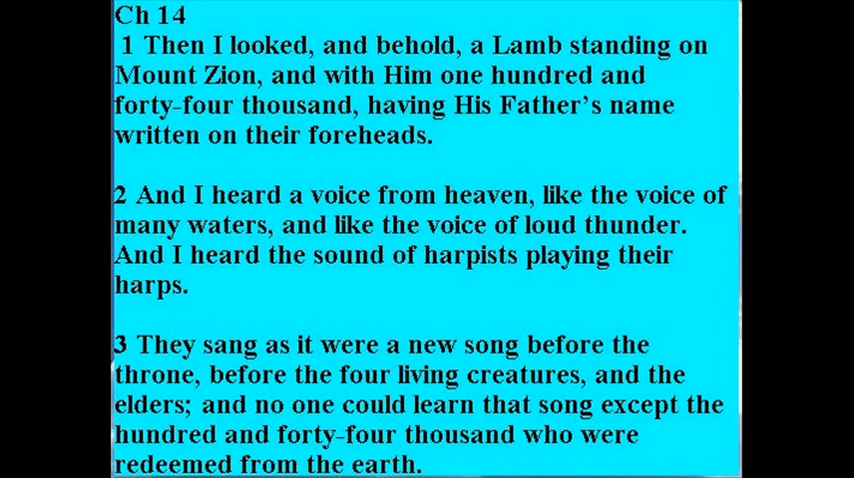 Ch 14
1 Then I looked, and behold, a Lamb standing on
Mount Zion, and with Him one hundred and
forty-four thousand, having His Father’s name
written on their foreheads.
2 And I heard a voice from heaven, like the voice of
many waters, and like the voice of loud thunder.
And I heard the sound of harpists playing their
harps.
3 They sang as it were a new song before the
throne, before the four living creatures, and the
elders; and no one could learn that song except the
hundred and forty-four thousand who were
redeemed from the earth.